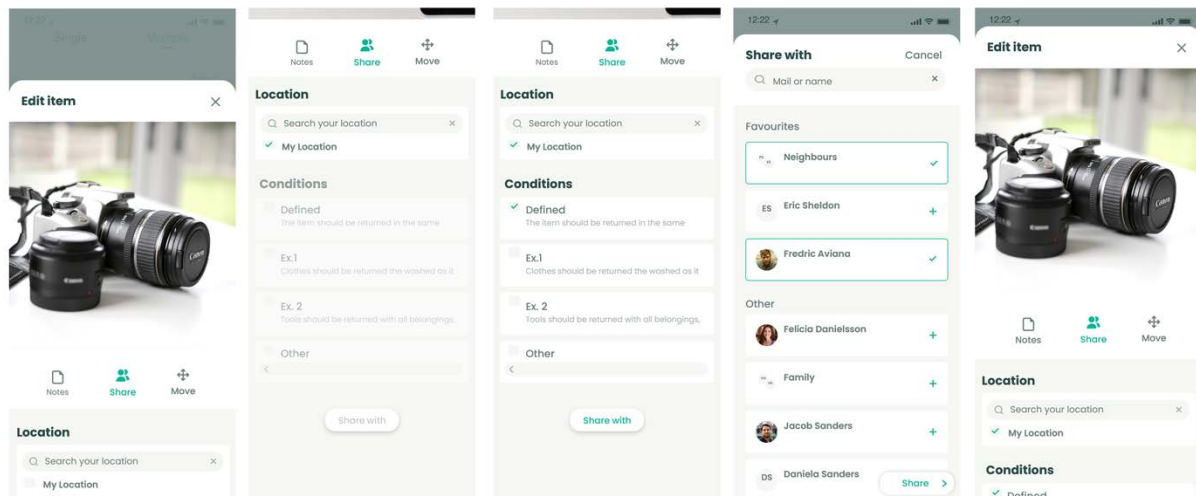 Single Multiple
Edit item
Canon
Canon
Notes Share Move
Location
Search your location
My Location
Notes Share Move
Location
Search your location
My Location
Conditions
Defined
The item should be returned in the same
Ex.1
Clothes should be returned the washed as it
Ex. 2
Tools should be returned with all belongings,
Other
Share with
Notes Share Move
Location
Search your location
My Location
Conditions
Defined
The item should be returned in the same
Ex.1
Clothes should be returned the washed as it
Ex. 2
Tools should be returned with all belongings,
Other
Share with
12:22
Share with Cancel
Mail or name
Favourites
Neighbours
ES Eric Sheldon
Fredric Aviana
Other
Felicia Danielsson
Family
Jacob Sanders
DS Daniela Sanders
Share
12:22
Edit item
Canon
Canon
Notes Share Move
Location
Search your location
My Location
Conditions
Defined